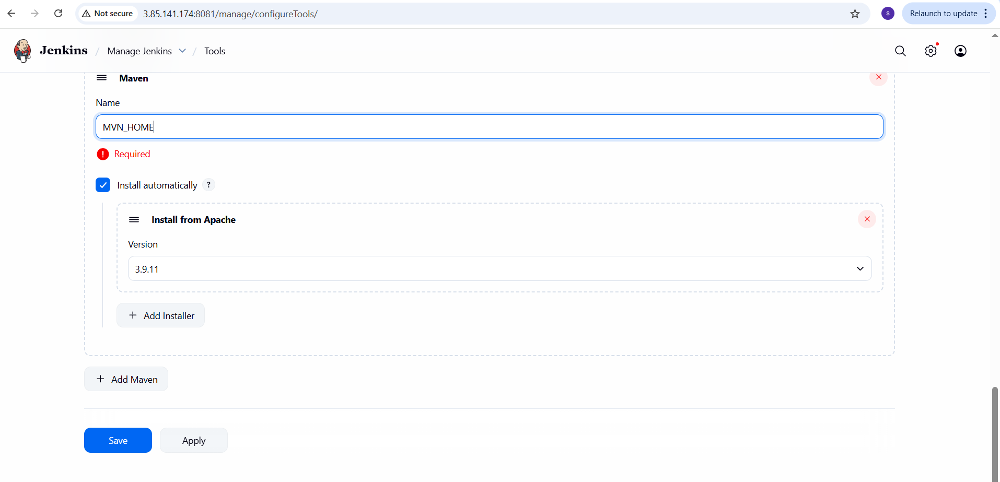 Not secure 3.85.141.174:8081/manage/configureTools/ S Relaunch to update
Jenkins / Manage Jenkins / Tools
Maven
Name
MVN_HOME
! Required
Install automatically ?
Install from Apache
Version
3.9.11
+ Add Installer
+ Add Maven
Save Apply